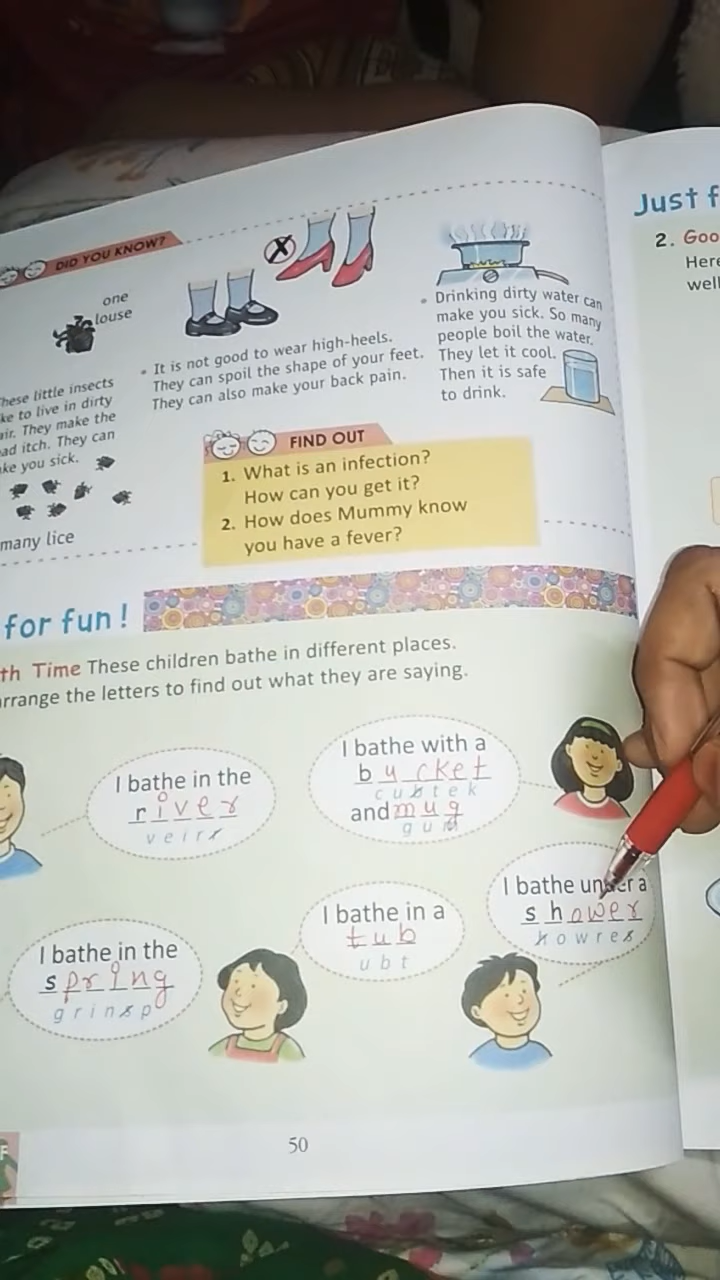 DID YOU KNOW?
one
louse
hese little insects
ke to live in dirty
air. They make the
ad itch. They can
ke you sick.
many lice
• It is not good to wear high-heels.
They can spoil the shape of your feet.
They can also make your back pain.
• Drinking dirty water can
make you sick. So many
people boil the water.
They let it cool.
Then it is safe
to drink.
FIND OUT
1. What is an infection?
How can you get it?
2. How does Mummy know
you have a fever?
for fun!
th Time These children bathe in different places.
rrange the letters to find out what they are saying.
I bathe in the
river
veirr
I bathe with a
bucket
cubtek
and mug
gum
I bathe under a
shower
howres
I bathe in a
tub
ubt
I bathe in the
spring
grinsp
50
Just f
2. Goo
Here
well